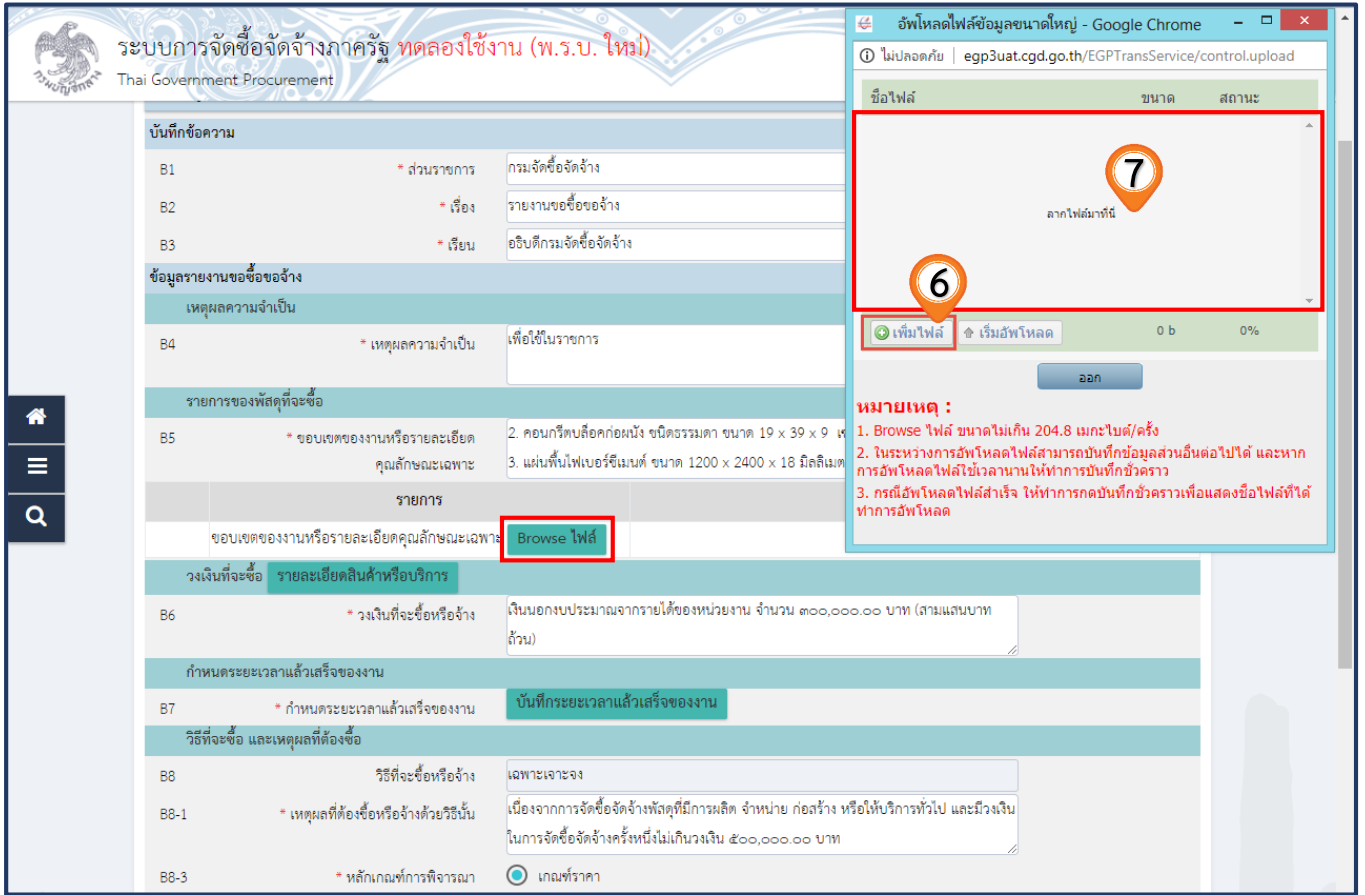 กรมบัญชีกลาง
ระบบการจัดซื้อจัดจ้างภาครัฐ ทดลองใช้งาน (พ.ร.บ. ใหม่)
Thai Government Procurement
บันทึกข้อความ
B1 * ส่วนราชการ กรมจัดซื้อจัดจ้าง
B2 * เรื่อง รายงานขอซื้อขอจ้าง
B3 * เรียน อธิบดีกรมจัดซื้อจัดจ้าง
ข้อมูลรายงานขอซื้อขอจ้าง
เหตุผลความจำเป็น
B4 * เหตุผลความจำเป็น เพื่อใช้ในราชการ
รายการของพัสดุที่จะซื้อ
B5 * ขอบเขตของงานหรือรายละเอียด 2. คอนกรีตบล็อคก่อผนัง ชนิดธรรมดา ขนาด 19 x 39 x 9
คุณลักษณะเฉพาะ 3. แผ่นพื้นไฟเบอร์ซีเมนต์ ขนาด 1200 x 2400 x 18 มิลลิเมต
รายการ
ขอบเขตของงานหรือรายละเอียดคุณลักษณะเฉพาะ Browse ไฟล์
วงเงินที่จะซื้อ รายละเอียดสินค้าหรือบริการ
B6 * วงเงินที่จะซื้อหรือจ้าง เงินนอกงบประมาณจากรายได้ของหน่วยงาน จำนวน ๓๐๐,๐๐๐.๐๐ บาท (สามแสนบาท
ถ้วน)
กำหนดระยะเวลาแล้วเสร็จของงาน
B7 * กำหนดระยะเวลาแล้วเสร็จของงาน บันทึกระยะเวลาแล้วเสร็จของงาน
วิธีที่จะซื้อ และเหตุผลที่ต้องซื้อ
B8 วิธีที่จะซื้อหรือจ้าง เฉพาะเจาะจง
B8-1 * เหตุผลที่ต้องซื้อหรือจ้างด้วยวิธีนั้น เนื่องจากการจัดซื้อจัดจ้างพัสดุที่มีการผลิต จำหน่าย ก่อสร้าง หรือให้บริการทั่วไป และมีวงเงิน
ในการจัดซื้อจัดจ้างครั้งหนึ่งไม่เกินวงเงิน ๕๐๐,๐๐๐.๐๐ บาท
B8-3 * หลักเกณฑ์การพิจารณา เกณฑ์ราคา
อัพโหลดไฟล์ข้อมูลขนาดใหญ่ - Google Chrome
ไม่ปลอดภัย | egp3uat.cgd.go.th/EGPTransService/control.upload
ชื่อไฟล์ ขนาด สถานะ
7
ลากไฟล์มาที่นี่
6
เพิ่มไฟล์ เริ่มอัพโหลด 0 b 0%
ออก
หมายเหตุ :
1. Browse ไฟล์ ขนาดไม่เกิน 204.8 เมกะไบต์/ครั้ง
2. ในระหว่างการอัพโหลดไฟล์สามารถบันทึกข้อมูลส่วนอื่นต่อไปได้ และหาก
การอัพโหลดไฟล์ใช้เวลานานให้ทำการบันทึกชั่วคราว
3. กรณีอัพโหลดไฟล์สำเร็จ ให้ทำการกดบันทึกชั่วคราวเพื่อแสดงชื่อไฟล์ที่ได้
ทำการอัพโหลด